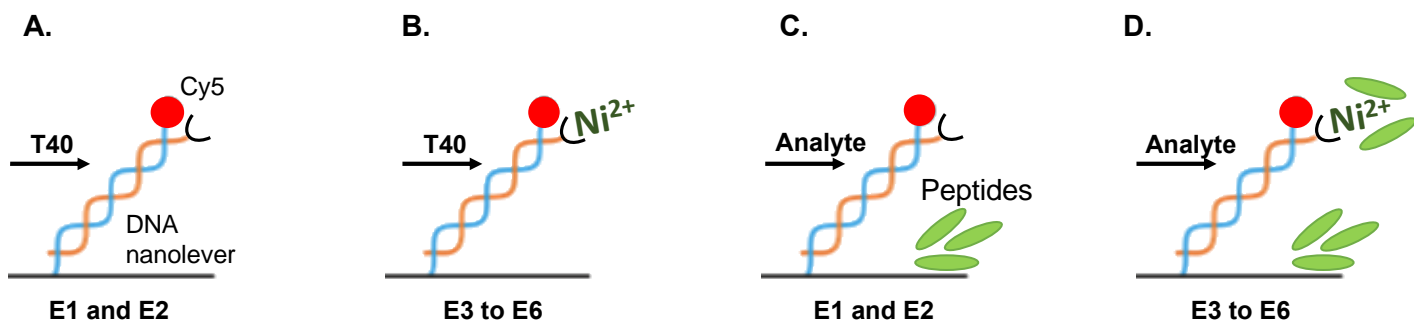 A.
B.
C.
D.
Cy5
Ni2+
Ni2+
T40
T40
Analyte
Analyte
Peptides
DNA
nanolever
E1 and E2
E3 to E6
E1 and E2
E3 to E6